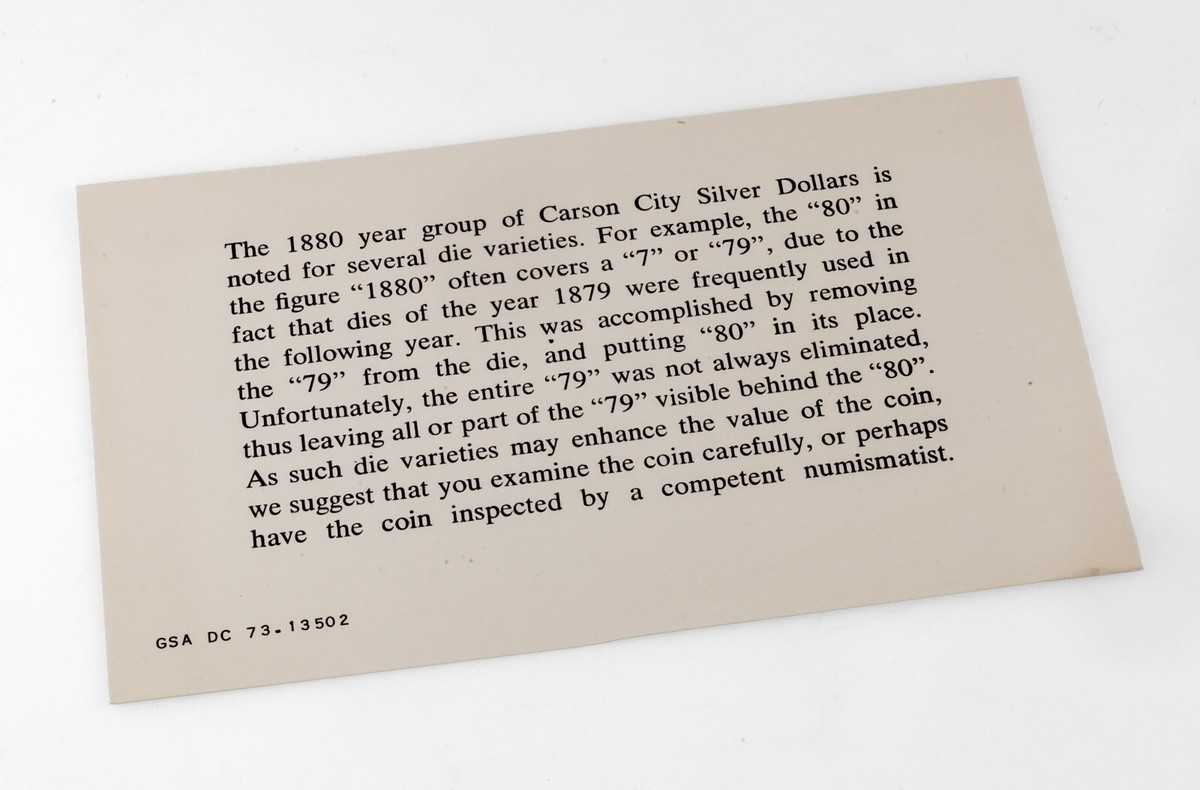 The 1880 year group of Carson City Silver Dollars is
noted for several die varieties. For example, the “80” in
the figure “1880” often covers a “7” or “79”, due to the
fact that dies of the year 1879 were frequently used in
the following year. This was accomplished by removing
the “79” from the die, and putting “80” in its place.
Unfortunately, the entire “79” was not always eliminated,
thus leaving all or part of the “79” visible behind the “80”.
As such die varieties may enhance the value of the coin,
we suggest that you examine the coin carefully, or perhaps
have the coin inspected by a competent numismatist.
GSA DC 73-13502